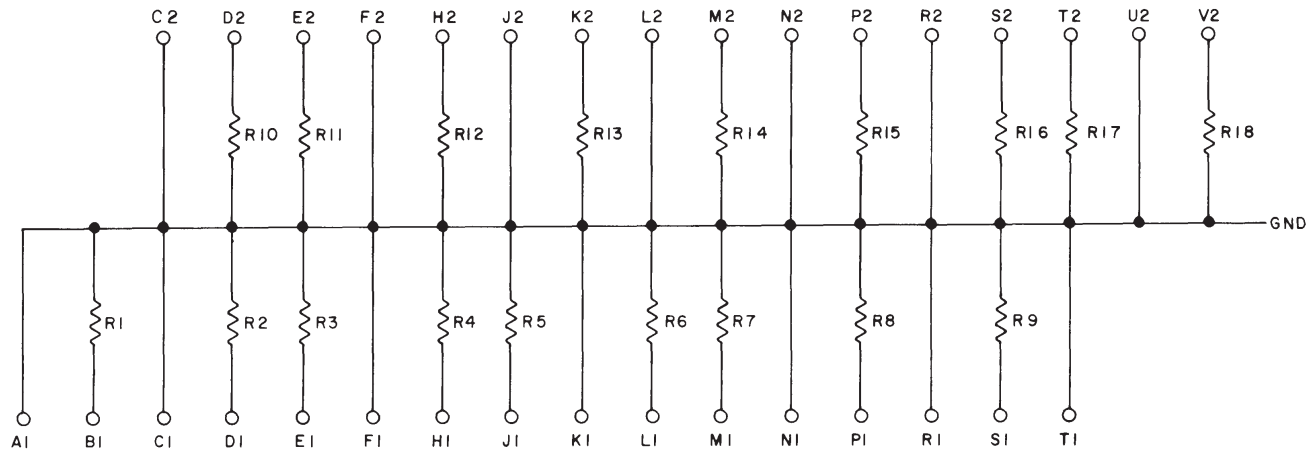 C2 D2 E2 F2 H2 J2 K2 L2 M2 N2 P2 R2 S2 T2 U2 V2
R10 R11 R12 R13 R14 R15 R16 R17 R18
GND
R1 R2 R3 R4 R5 R6 R7 R8 R9
A1 B1 C1 D1 E1 F1 H1 J1 K1 L1 M1 N1 P1 R1 S1 T1